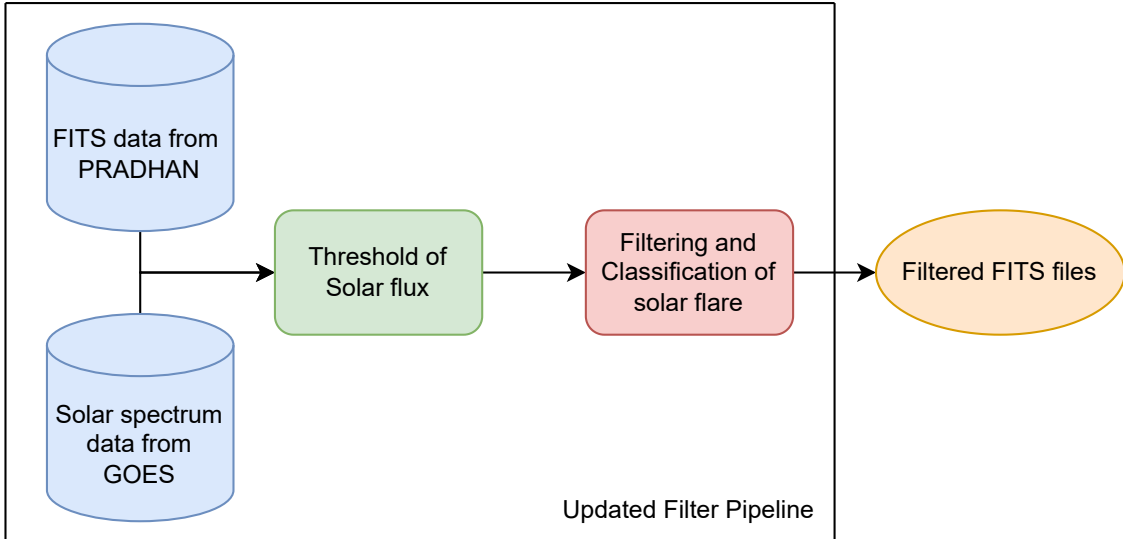 FITS data from
PRADHAN
Threshold of
Solar flux
Filtering and
Classification of
solar flare
Filtered FITS files
Solar spectrum
data from
GOES
Updated Filter Pipeline